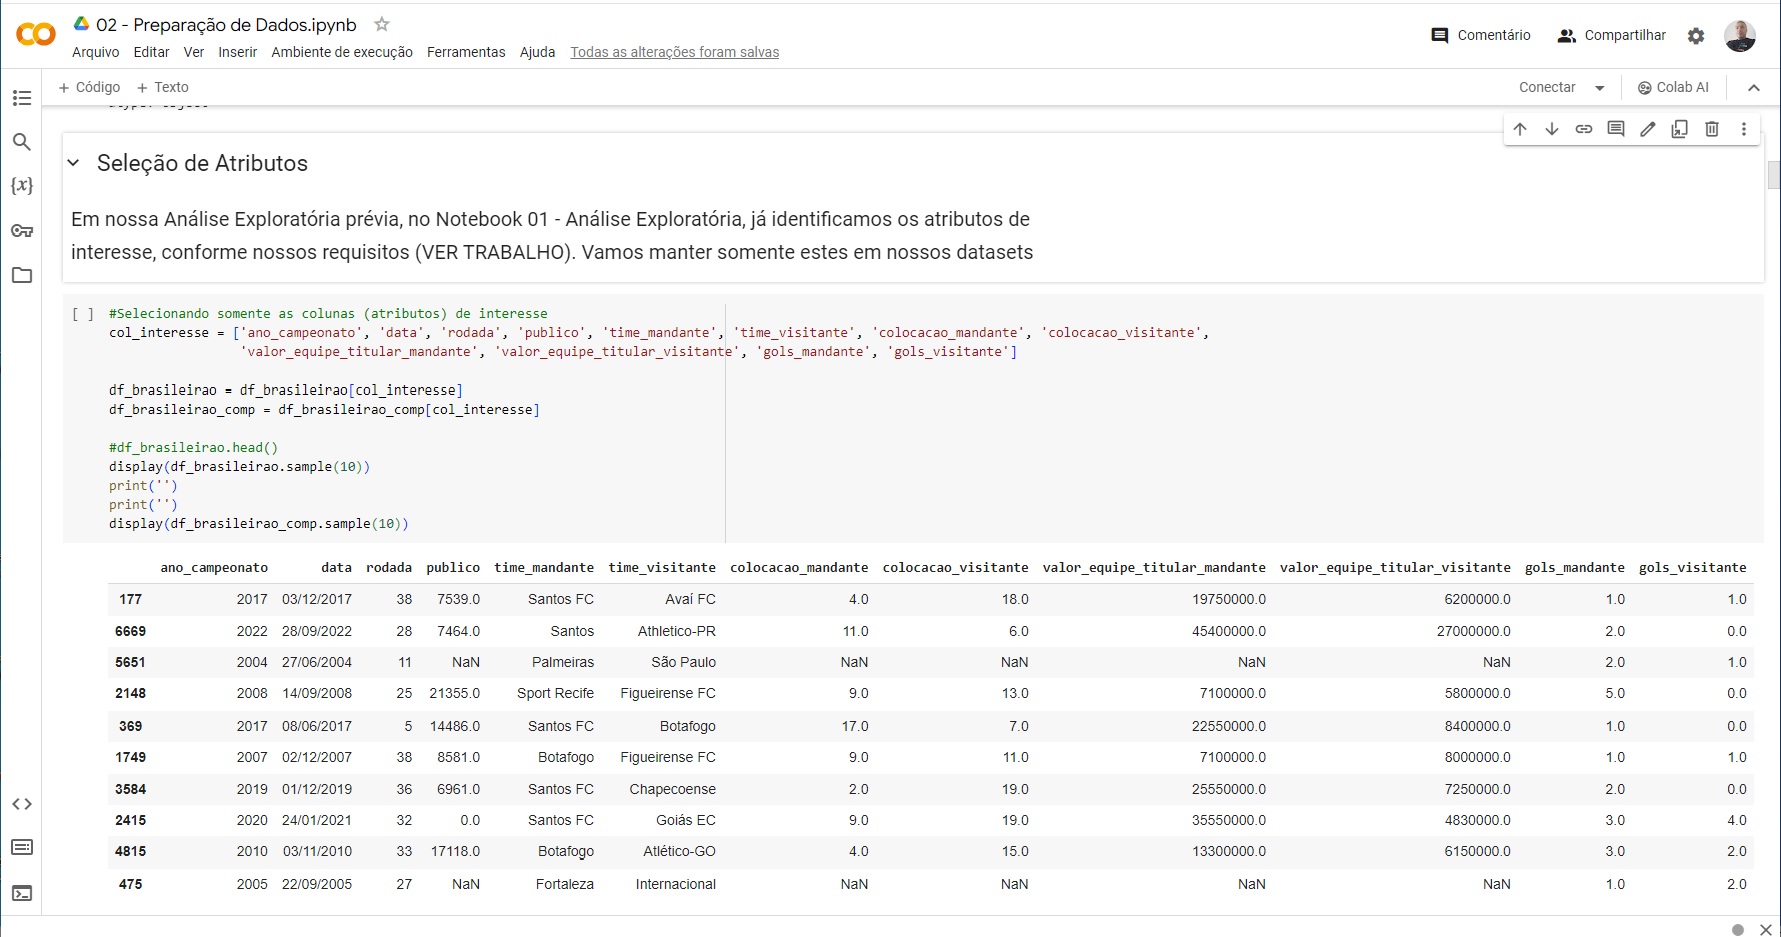 02 - Preparação de Dados.ipynb
Comentário Compartilhar
Arquivo Editar Ver Inserir Ambiente de execução Ferramentas Ajuda Todas as alterações foram salvas
+ Código + Texto Conectar Colab AI
Seleção de Atributos
Em nossa Análise Exploratória prévia, no Notebook 01 - Análise Exploratória, já identificamos os atributos de
interesse, conforme nossos requisitos (VER TRABALHO). Vamos manter somente estes em nossos datasets
[ ] #Selecionando somente as colunas (atributos) de interesse
col_interesse = ['ano_campeonato', 'data', 'rodada', 'publico', 'time_mandante', 'time_visitante', 'colocacao_mandante', 'colocacao_visitante',
'valor_equipe_titular_mandante', 'valor_equipe_titular_visitante', 'gols_mandante', 'gols_visitante']
df_brasileirao = df_brasileirao[col_interesse]
df_brasileirao_comp = df_brasileirao_comp[col_interesse]
#df_brasileirao.head()
display(df_brasileirao.sample(10))
print('')
print('')
display(df_brasileirao_comp.sample(10))
ano_campeonato data rodada publico time_mandante time_visitante colocacao_mandante colocacao_visitante valor_equipe_titular_mandante valor_equipe_titular_visitante gols_mandante gols_visitante
177 2017 03/12/2017 38 7539.0 Santos FC Avaí FC 4.0 18.0 19750000.0 6200000.0 1.0 1.0
6669 2022 28/09/2022 28 7464.0 Santos Athletico-PR 11.0 6.0 45400000.0 27000000.0 2.0 0.0
5651 2004 27/06/2004 11 NaN Palmeiras São Paulo NaN NaN NaN NaN 2.0 1.0
2148 2008 14/09/2008 25 21355.0 Sport Recife Figueirense FC 9.0 13.0 7100000.0 5800000.0 5.0 0.0
369 2017 08/06/2017 5 14486.0 Santos FC Botafogo 17.0 7.0 22550000.0 8400000.0 1.0 0.0
1749 2007 02/12/2007 38 8581.0 Botafogo Figueirense FC 9.0 11.0 7100000.0 8000000.0 1.0 1.0
3584 2019 01/12/2019 36 6961.0 Santos FC Chapecoense 2.0 19.0 25550000.0 7250000.0 2.0 0.0
2415 2020 24/01/2021 32 0.0 Santos FC Goiás EC 9.0 19.0 35550000.0 4830000.0 3.0 4.0
4815 2010 03/11/2010 33 17118.0 Botafogo Atlético-GO 4.0 15.0 13300000.0 6150000.0 3.0 2.0
475 2005 22/09/2005 27 NaN Fortaleza Internacional NaN NaN NaN NaN 1.0 2.0